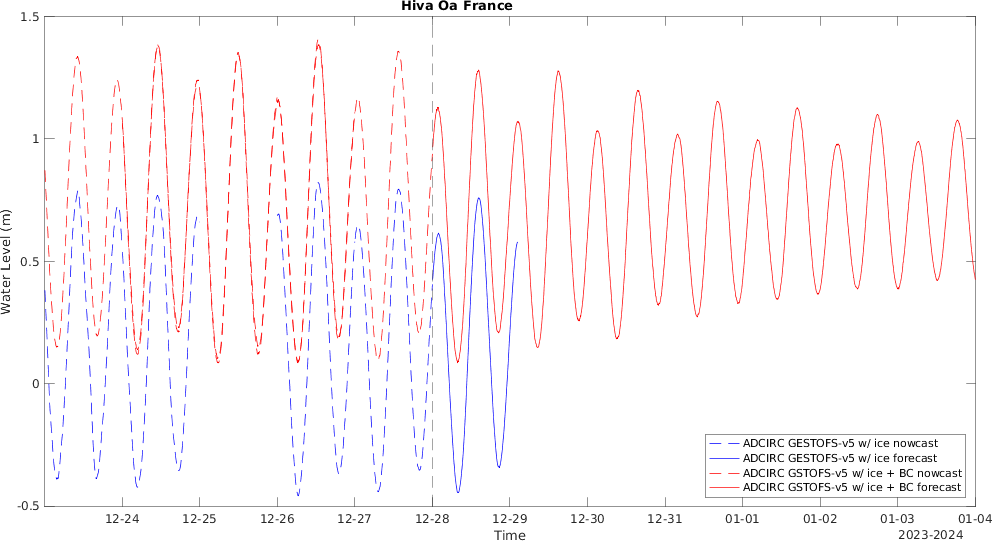 Hiva Oa France
1.5
1
0.5
0
-0.5
Water Level (m)
ADCIRC GESTOFS-v5 w/ ice nowcast
ADCIRC GESTOFS-v5 w/ ice forecast
ADCIRC GSTOFS-v5 w/ ice + BC nowcast
ADCIRC GSTOFS-v5 w/ ice + BC forecast
12-24 12-25 12-26 12-27 12-28 12-29 12-30 12-31 01-01 01-02 01-03 01-04
Time
2023-2024